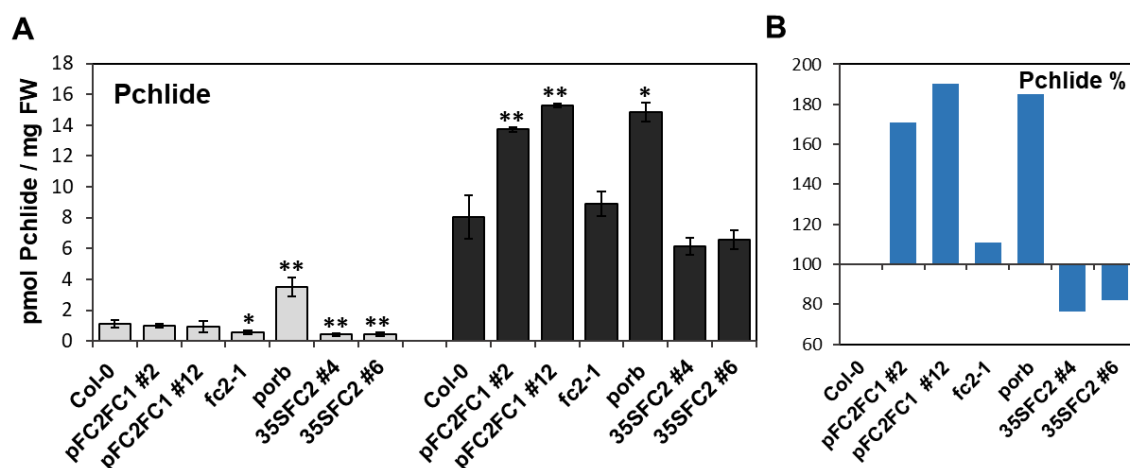 A
Pchlide
pmol Pchlide / mg FW
18
16
14
12
10
8
6
4
2
0
*
**
**
**
**
**
*
Col-0
pFC2FC1 #2
pFC2FC1 #12
fc2-1
porb
35SFC2 #4
35SFC2 #6
Col-0
pFC2FC1 #2
pFC2FC1 #12
fc2-1
porb
35SFC2 #4
35SFC2 #6
B
Pchlide %
200
180
160
140
120
100
80
60
Col-0
pFC2FC1 #2
pFC2FC1 #12
fc2-1
porb
35SFC2 #4
35SFC2 #6